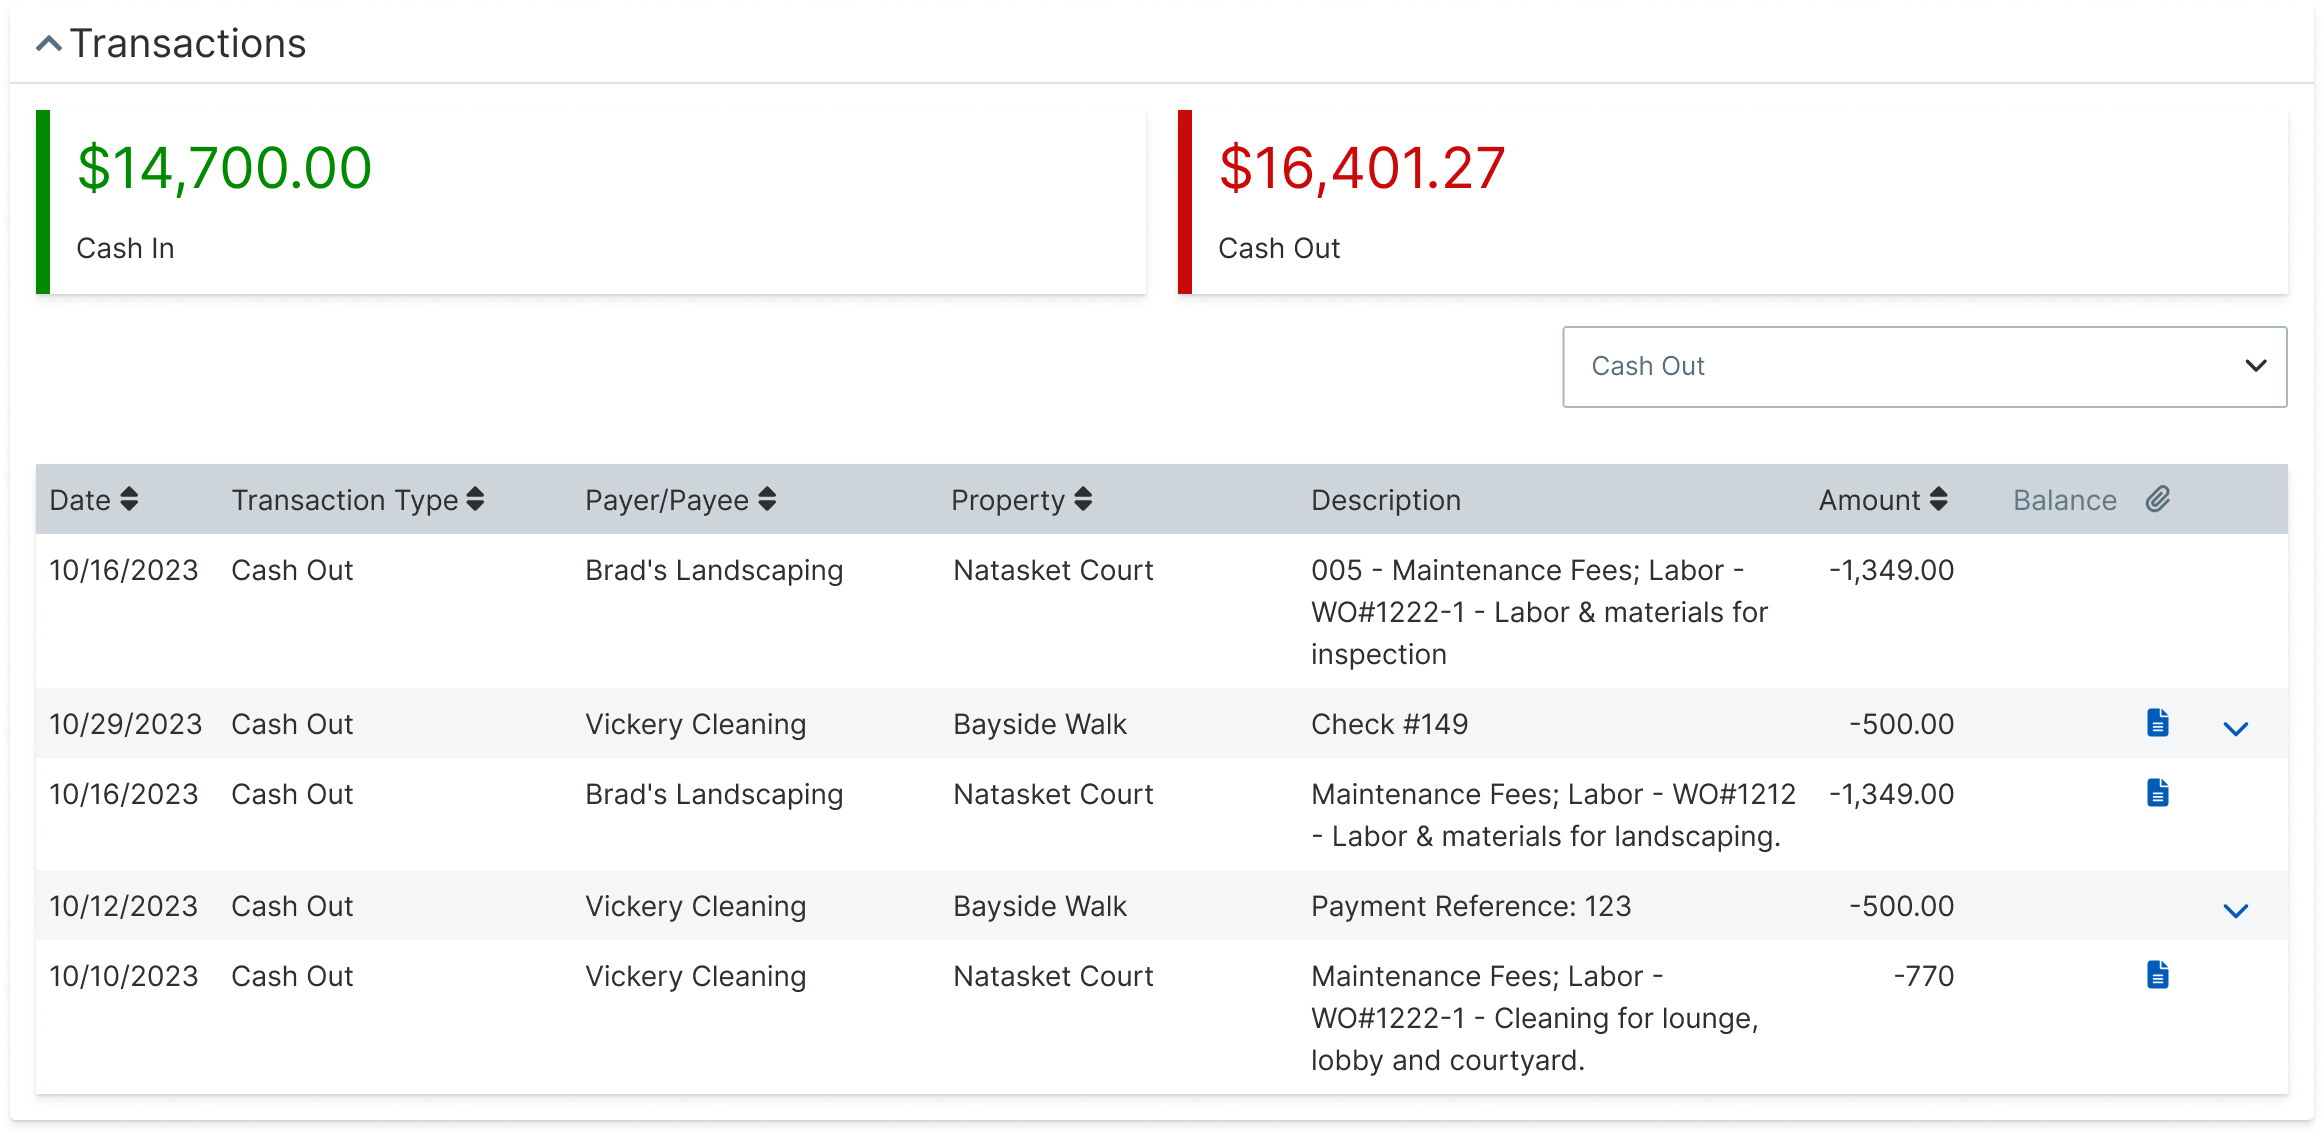 Transactions
$14,700.00
Cash In
$16,401.27
Cash Out
Cash Out
Date Transaction Type Payer/Payee Property Description Amount Balance
10/16/2023 Cash Out Brad's Landscaping Natasket Court 005 - Maintenance Fees; Labor - -1,349.00
WO#1222-1 - Labor & materials for
inspection
10/29/2023 Cash Out Vickery Cleaning Bayside Walk Check #149 -500.00
10/16/2023 Cash Out Brad's Landscaping Natasket Court Maintenance Fees; Labor - WO#1212 -1,349.00
- Labor & materials for landscaping.
10/12/2023 Cash Out Vickery Cleaning Bayside Walk Payment Reference: 123 -500.00
10/10/2023 Cash Out Vickery Cleaning Natasket Court Maintenance Fees; Labor - -770
WO#1222-1 - Cleaning for lounge,
lobby and courtyard.